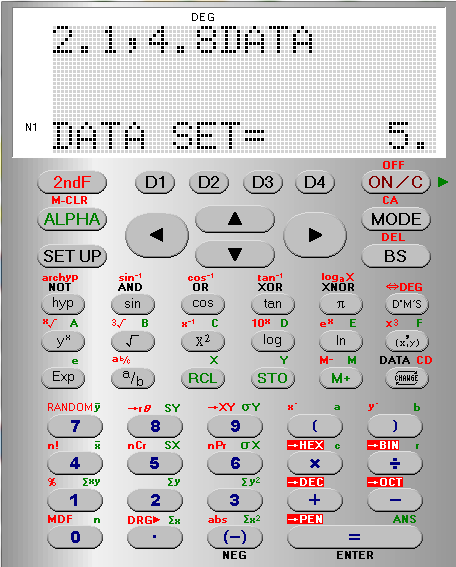 DEG
2.1,4.8DATA
N1 DATA SET= 5.
OFF
2ndF D1 D2 D3 D4 ON/C
M-CLR CA
ALPHA ◄ ▲ ► MODE
DEL
SET UP ▼ BS
archyp sin⁻¹ cos⁻¹ tan⁻¹ logₐX ⇔DEG
NOT AND OR XOR XNOR
hyp sin cos tan π D°M'S
ˣ√ A ³√ B x⁻¹ C 10ˣ D eˣ E x³ F
yˣ √ X² log ln (x,y)
e aᵇ/c X Y M- M DATA CD
Exp a/b RCL STO M+ CHANGE
RANDOM ȳ →rθ SY →XY σY x' a y' b
7 8 9 ( )
n! x̄ nCr SX nPr σX →HEX c →BIN r
4 5 6 × ÷
% Σxy Σy Σy² →DEC →OCT
1 2 3 + −
MDF n DRG► Σx abs Σx² →PEN ANS
0 · (−) =
NEG ENTER